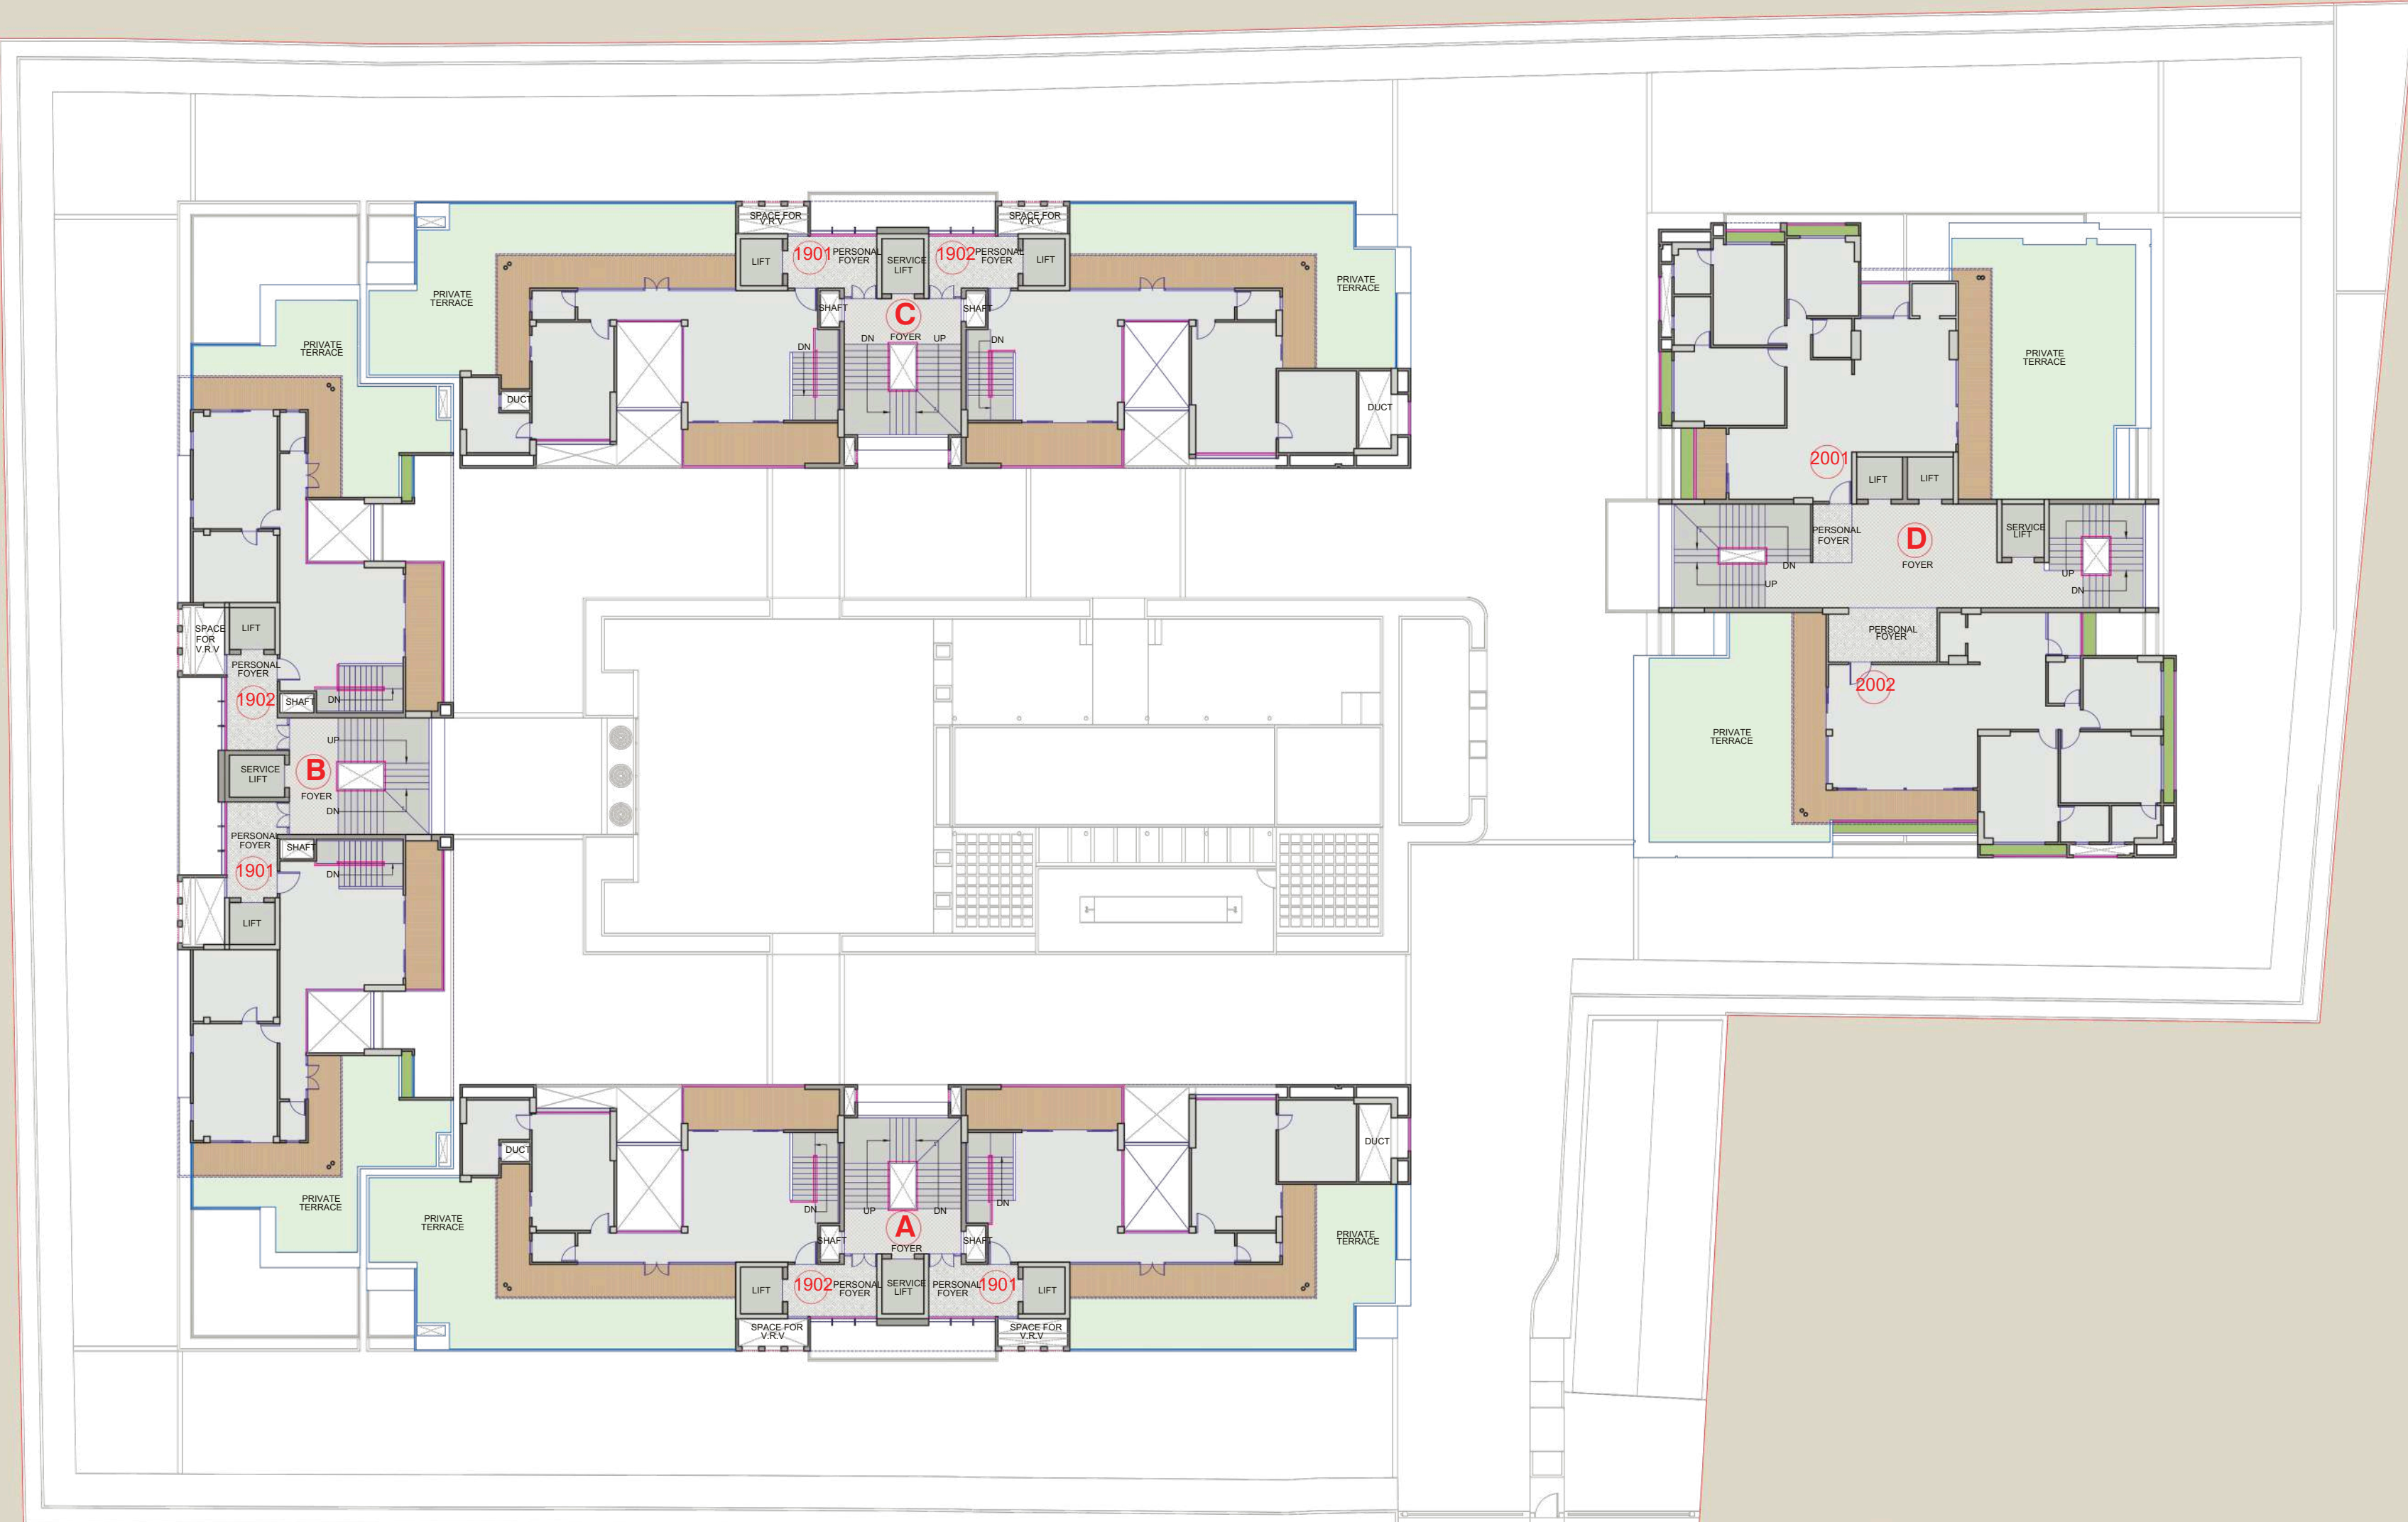 SPACE FOR
V.R.V
SPACE FOR
V.R.V
LIFT
1901
PERSONAL
FOYER
SERVICE
LIFT
1902
PERSONAL
FOYER
LIFT
PRIVATE
TERRACE
PRIVATE
TERRACE
SHAFT
C
SHAFT
FOYER
DN
DN
UP
DN
DUCT
DUCT
PRIVATE
TERRACE
SPACE
FOR
V.R.V
LIFT
PERSONAL
FOYER
1902
SHAFT
DN
UP
SERVICE
LIFT
B
FOYER
DN
PERSONAL
FOYER
SHAFT
1901
DN
LIFT
PRIVATE
TERRACE
PRIVATE
TERRACE
2001
LIFT
LIFT
PERSONAL
FOYER
D
FOYER
SERVICE
LIFT
DN
UP
UP
DN
PERSONAL
FOYER
2002
PRIVATE
TERRACE
DUCT
DUCT
DN
UP
DN
DN
PRIVATE
TERRACE
A
SHAFT
SHAFT
FOYER
PRIVATE
TERRACE
LIFT
1902
PERSONAL
FOYER
SERVICE
LIFT
PERSONAL
FOYER
1901
LIFT
SPACE FOR
V.R.V
SPACE FOR
V.R.V